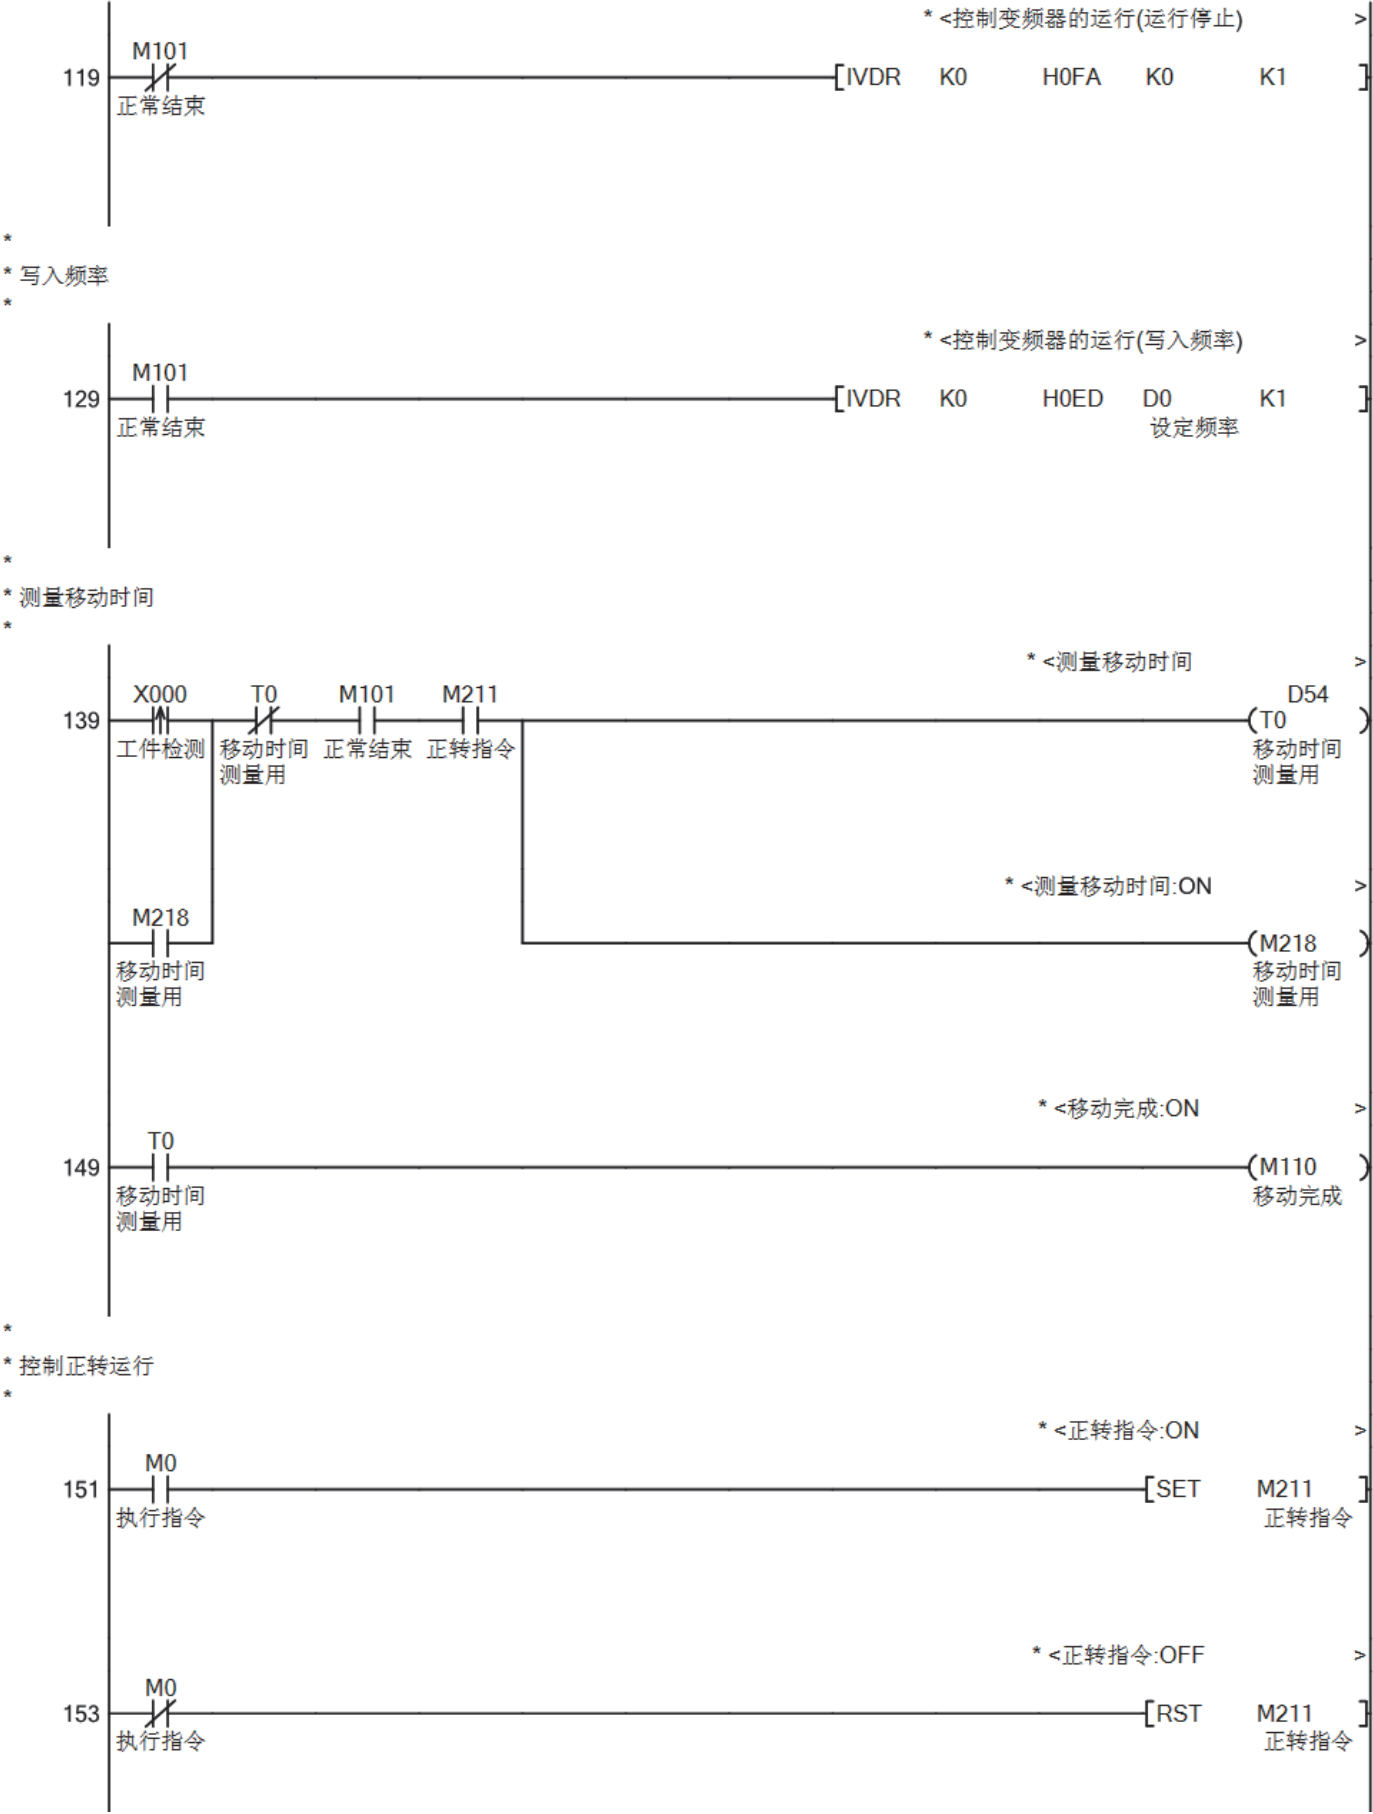 * <控制变频器的运行(运行停止) >
M101
119 [IVDR K0 H0FA K0 K1 ]
正常结束
*
* 写入频率
*
* <控制变频器的运行(写入频率) >
M101
129 [IVDR K0 H0ED D0 K1 ]
正常结束 设定频率
*
* 测量移动时间
*
* <测量移动时间 >
X000 T0 M101 M211 D54
139 (T0 )
工件检测 移动时间 正常结束 正转指令 移动时间
测量用 测量用
* <测量移动时间:ON >
M218
(M218 )
移动时间 移动时间
测量用 测量用
* <移动完成:ON >
T0
149 (M110 )
移动时间 移动完成
测量用
*
* 控制正转运行
*
* <正转指令:ON >
M0
151 [SET M211 ]
执行指令 正转指令
* <正转指令:OFF >
M0
153 [RST M211 ]
执行指令 正转指令